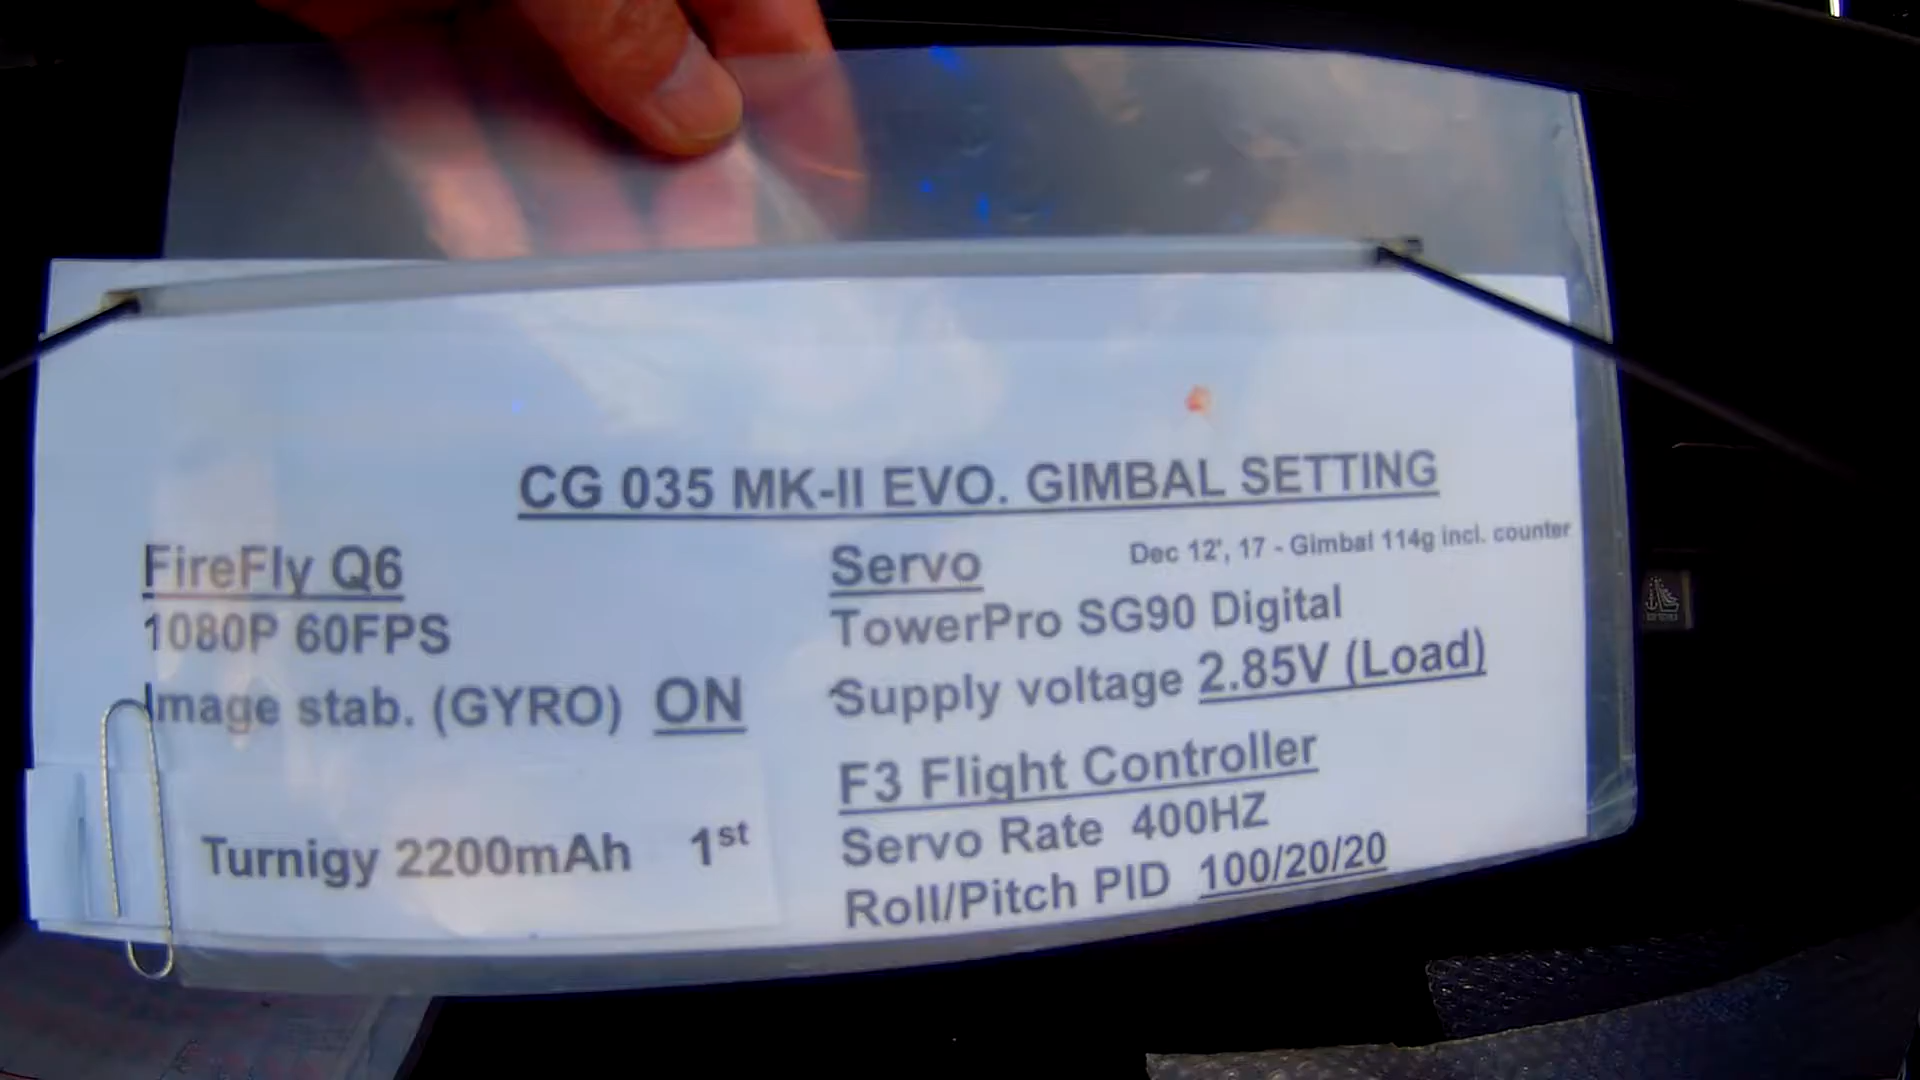 CG 035 MK-II EVO. GIMBAL SETTING
Dec 12', 17 - Gimbal 114g incl. counter
FireFly Q6
1080P 60FPS
Image stab. (GYRO) ON
Turnigy 2200mAh 1st
Servo
TowerPro SG90 Digital
Supply voltage 2.85V (Load)
F3 Flight Controller
Servo Rate 400HZ
Roll/Pitch PID 100/20/20